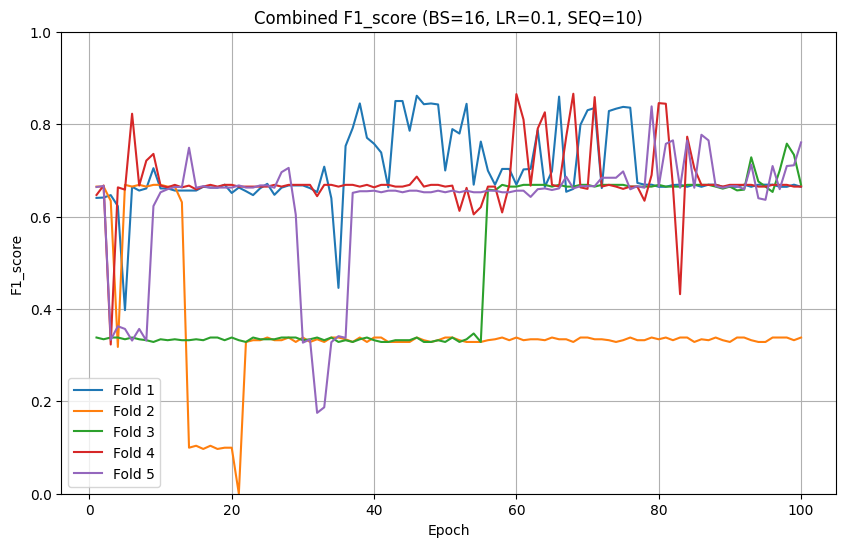 Combined F1_score (BS=16, LR=0.1, SEQ=10)
F1_score
1.0
0.8
0.6
0.4
0.2
0.0
Fold 1
Fold 2
Fold 3
Fold 4
Fold 5
0 20 40 60 80 100
Epoch